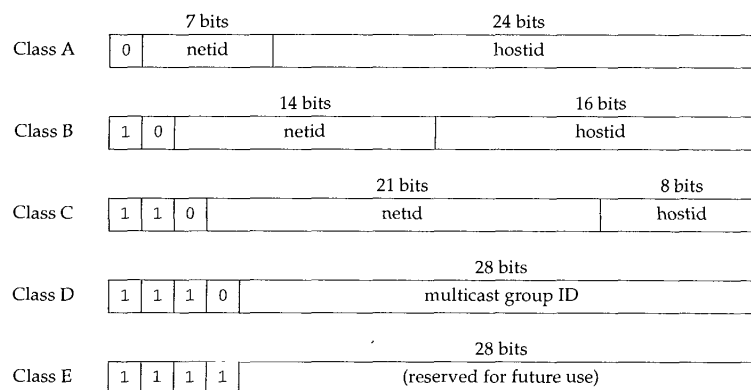 7 bits 24 bits
Class A 0 netid hostid
14 bits 16 bits
Class B 1 0 netid hostid
21 bits 8 bits
Class C 1 1 0 netid hostid
28 bits
Class D 1 1 1 0 multicast group ID
28 bits
Class E 1 1 1 1 (reserved for future use)